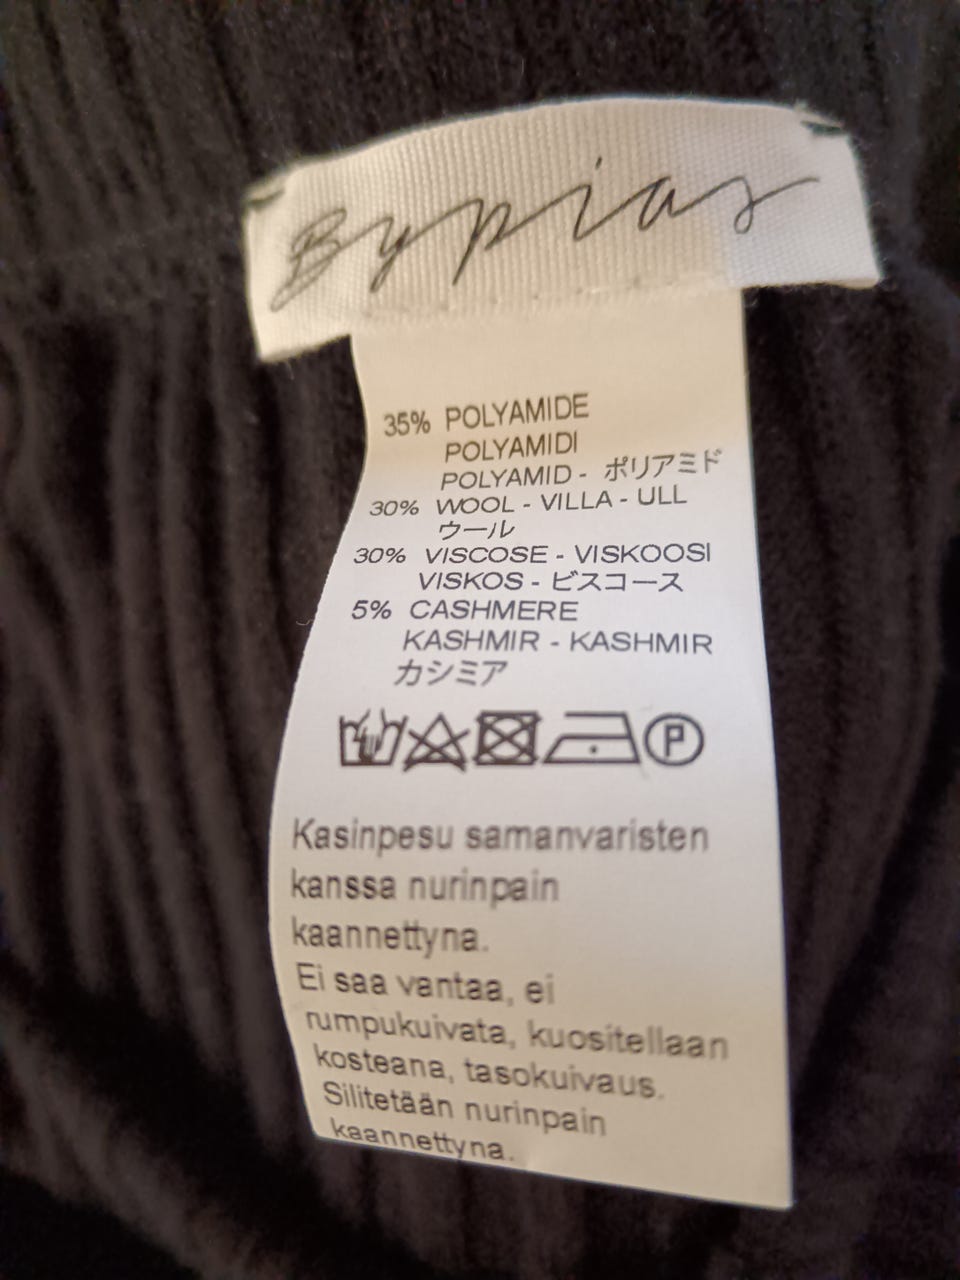 Bypias
35% POLYAMIDE
POLYAMIDI
POLYAMID - ポリアミド
30% WOOL - VILLA - ULL
ウール
30% VISCOSE - VISKOOSI
VISKOS - ビスコース
5% CASHMERE
KASHMIR - KASHMIR
カシミア
P
Kasinpesu samanvaristen
kanssa nurinpain
kaannettyna.
Ei saa vantaa, ei
rumpukuivata, kuositellaan
kosteana, tasokuivaus.
Silitetään nurinpain
kaannettyna.